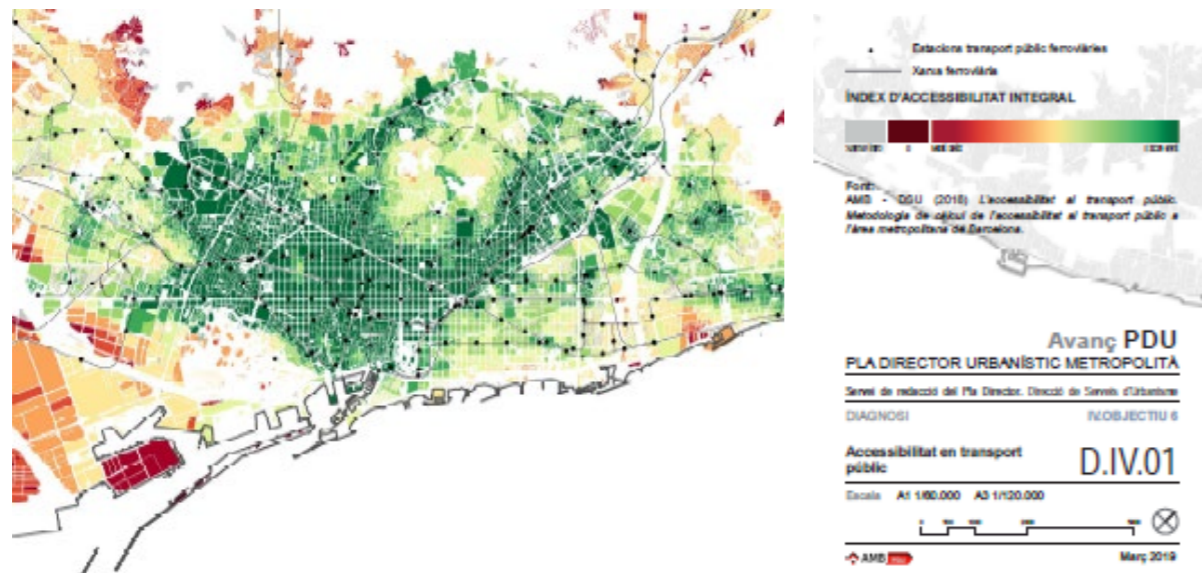 Estacions transport públic ferroviàries
Xarxa ferroviària
ÍNDEX D'ACCESSIBILITAT INTEGRAL
0
Font:
AMB - DSU (2018) L'accessibilitat al transport públic.
Metodologia de càlcul de l'accessibilitat al transport públic a
l'àrea metropolitana de Barcelona.
Avanç PDU
PLA DIRECTOR URBANÍSTIC METROPOLITÀ
Servei de redacció del Pla Director. Direcció de Serveis d'Urbanisme
DIAGNOSI
IV.OBJECTIU 6
Accessibilitat en transport
públic
D.IV.01
Escala A1 1/60.000 A3 1/120.000
AMB
Març 2019